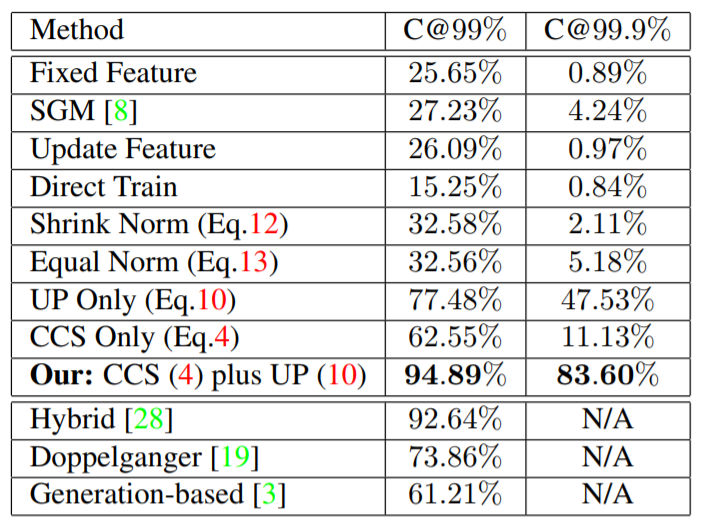 Method C@99% C@99.9%
Fixed Feature 25.65% 0.89%
SGM [8] 27.23% 4.24%
Update Feature 26.09% 0.97%
Direct Train 15.25% 0.84%
Shrink Norm (Eq.12) 32.58% 2.11%
Equal Norm (Eq.13) 32.56% 5.18%
UP Only (Eq.10) 77.48% 47.53%
CCS Only (Eq.4) 62.55% 11.13%
Our: CCS (4) plus UP (10) 94.89% 83.60%
Hybrid [28] 92.64% N/A
Doppelganger [19] 73.86% N/A
Generation-based [3] 61.21% N/A